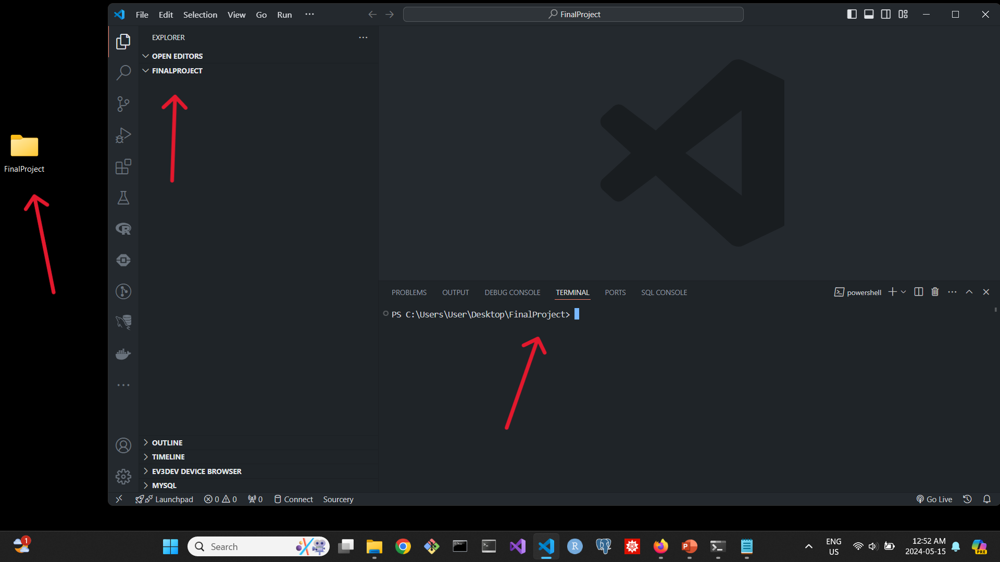 File Edit Selection View Go Run ···
FinalProject
EXPLORER
OPEN EDITORS
FINALPROJECT
FinalProject
PROBLEMS OUTPUT DEBUG CONSOLE TERMINAL PORTS SQL CONSOLE
powershell
PS C:\Users\User\Desktop\FinalProject>
OUTLINE
TIMELINE
EV3DEV DEVICE BROWSER
MYSQL
Launchpad 0 0 0 Connect Sourcery
Go Live
1
Search
R
P
ENG
US
12:52 AM
2024-05-15
PRE